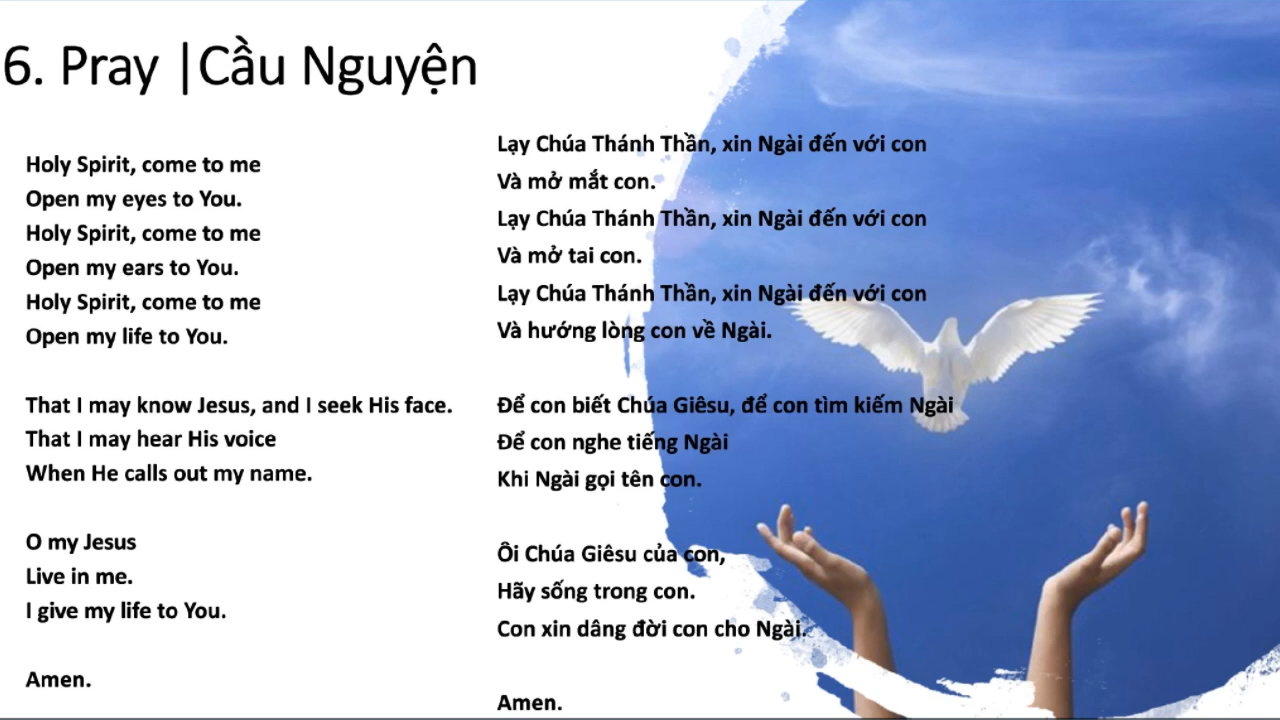 6. Pray |Cầu Nguyện
Holy Spirit, come to me
Open my eyes to You.
Holy Spirit, come to me
Open my ears to You.
Holy Spirit, come to me
Open my life to You.
That I may know Jesus, and I seek His face.
That I may hear His voice
When He calls out my name.
O my Jesus
Live in me.
I give my life to You.
Amen.
Lạy Chúa Thánh Thần, xin Ngài đến với con
Và mở mắt con.
Lạy Chúa Thánh Thần, xin Ngài đến với con
Và mở tai con.
Lạy Chúa Thánh Thần, xin Ngài đến với con
Và hướng lòng con về Ngài.
Để con biết Chúa Giêsu, để con tìm kiếm Ngài
Để con nghe tiếng Ngài
Khi Ngài gọi tên con.
Ôi Chúa Giêsu của con,
Hãy sống trong con.
Con xin dâng đời con cho Ngài.
Amen.